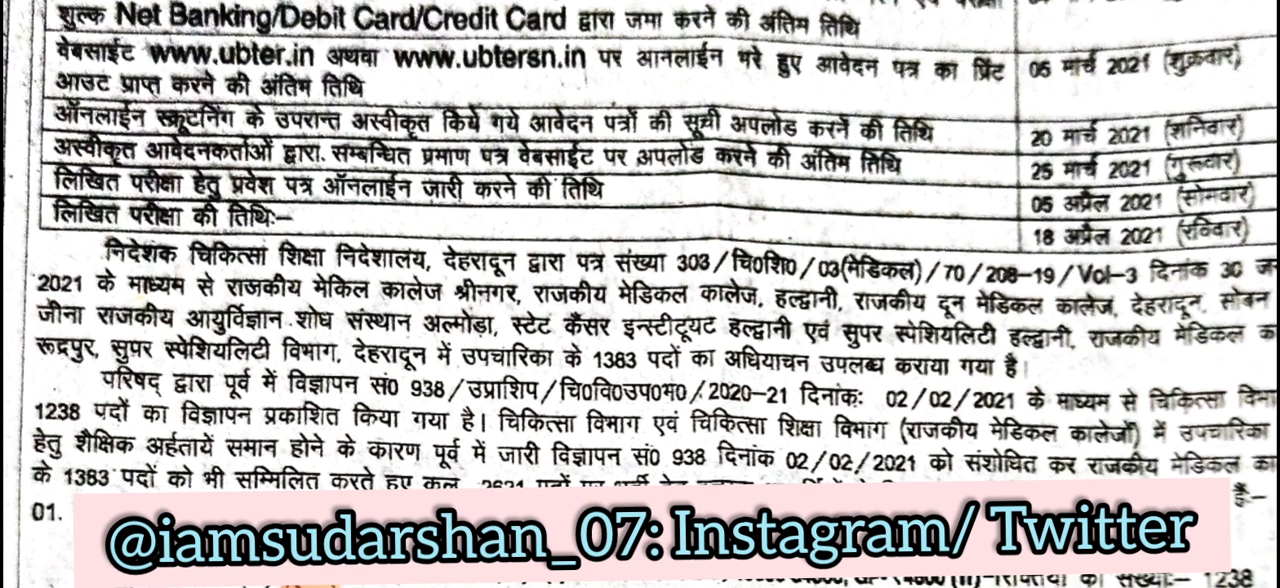 शुल्क Net Banking/Debit Card/Credit Card द्वारा जमा करने की अंतिम तिथि
वेबसाईट www.ubter.in अथवा www.ubtersn.in पर आनलाईन भरे हुए आवेदन पत्र का प्रिंट 05 मार्च 2021 (शुक्रवार)
आउट प्राप्त करने की अंतिम तिथि
ऑनलाईन स्क्रूटनिंग के उपरान्त अस्वीकृत किये गये आवेदन पत्रों की सूची अपलोड करने की तिथि 20 मार्च 2021 (शनिवार)
अस्वीकृत आवेदनकर्ताओं द्वारा सम्बन्धित प्रमाण पत्र वेबसाईट पर अपलोड करने की अंतिम तिथि 25 मार्च 2021 (गुरूवार)
लिखित परीक्षा हेतु प्रवेश पत्र ऑनलाईन जारी करने की तिथि 05 अप्रैल 2021 (सोमवार)
लिखित परीक्षा की तिथिः– 18 अप्रैल 2021 (रविवार)
निदेशक चिकित्सा शिक्षा निदेशालय, देहरादून द्वारा पत्र संख्या 303/चि0शि0/03(मेडिकल)/70/208-19/Vol-3 दिनांक 30 ज
2021 के माध्यम से राजकीय मेकिल कालेज श्रीनगर, राजकीय मेडिकल कालेज, हल्द्वानी, राजकीय दून मेडिकल कालेज, देहरादून, सोबन
जीना राजकीय आयुर्विज्ञान शोध संस्थान अल्मोड़ा, स्टेट कैंसर इन्स्टीट्यूट हल्द्वानी एवं सुपर स्पेशियलिटी हल्द्वानी, राजकीय मेडिकल का
रूद्रपुर, सुपर स्पेशियलिटी विभाग, देहरादून में उपचारिका के 1383 पदों का अधियाचन उपलब्ध कराया गया है।
परिषद् द्वारा पूर्व में विज्ञापन सं0 938/उप्राशिप/चि0वि0उप0म0/2020-21 दिनांकः 02/02/2021 के माध्यम से चिकित्सा विभा
1238 पदों का विज्ञापन प्रकाशित किया गया है। चिकित्सा विभाग एवं चिकित्सा शिक्षा विभाग (राजकीय मेडिकल कालेजों) में उपचारिका
हेतु शैक्षिक अर्हतायें समान होने के कारण पूर्व में जारी विज्ञापन सं0 938 दिनांक 02/02/2021 को संशोधित कर राजकीय मेडिकल का
के 1383 पदों को भी सम्मिलित करते हुए कुल 2621 पदों पर है:–
01.
@iamsudarshan_07: Instagram/ Twitter
संख्याः– 1238